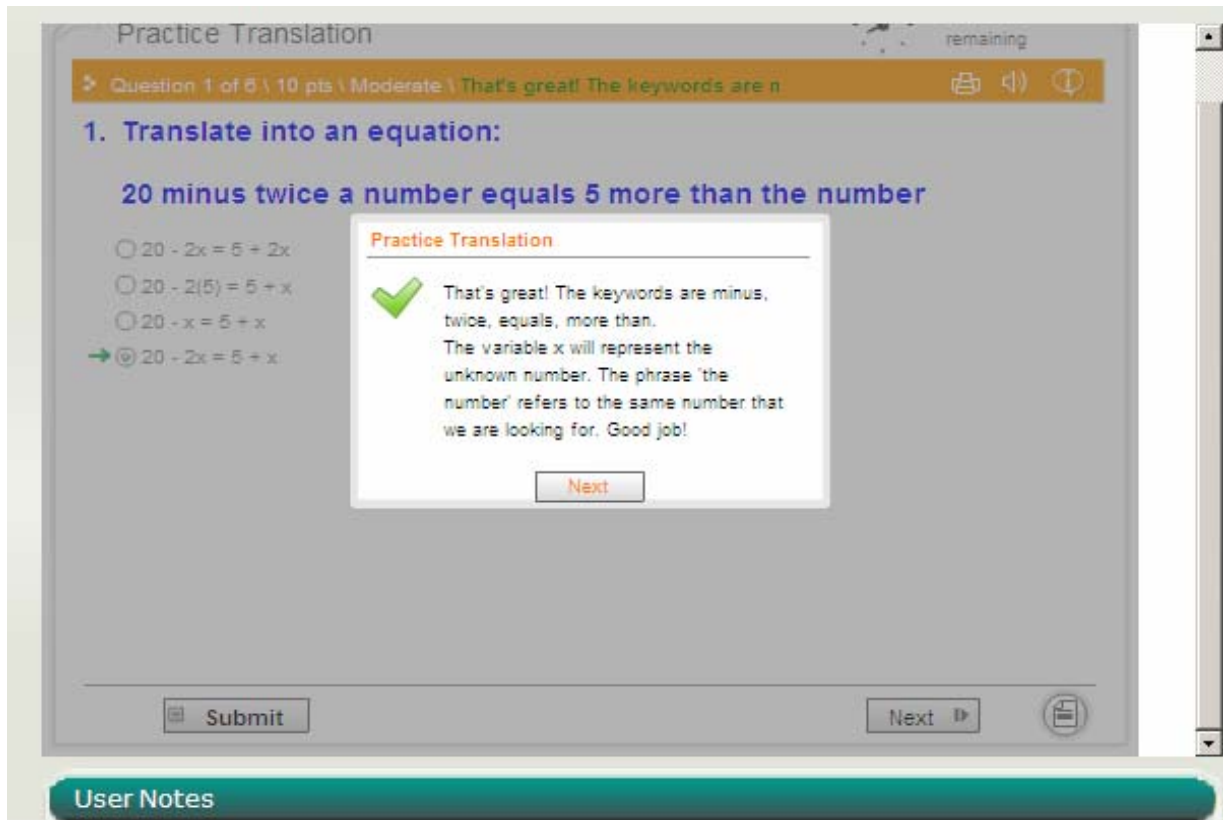 Practice Translation
remaining
Question 1 of 6 \ 10 pts \ Moderate \ That's great! The keywords are n
1. Translate into an equation:
20 minus twice a number equals 5 more than the number
20 - 2x = 5 + 2x
20 - 2(5) = 5 + x
20 - x = 5 + x
20 - 2x = 5 + x
Practice Translation
That's great! The keywords are minus,
twice, equals, more than.
The variable x will represent the
unknown number. The phrase 'the
number' refers to the same number that
we are looking for. Good job!
Next
Submit
Next
User Notes